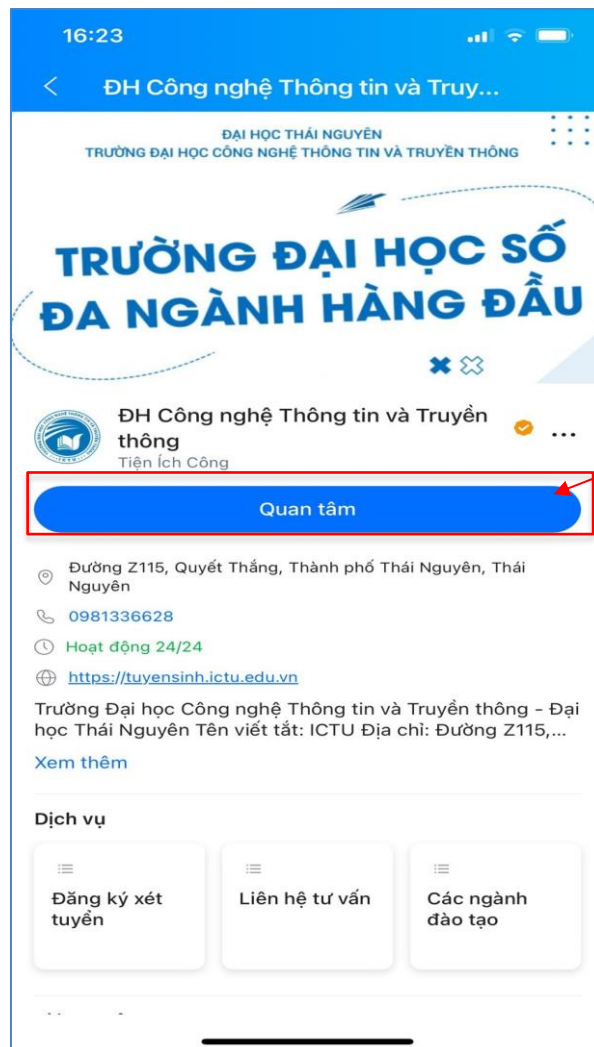 16:23
ĐH Công nghệ Thông tin và Truy...
ĐẠI HỌC THÁI NGUYÊN
TRƯỜNG ĐẠI HỌC CÔNG NGHỆ THÔNG TIN VÀ TRUYỀN THÔNG
TRƯỜNG ĐẠI HỌC SỐ
ĐA NGÀNH HÀNG ĐẦU
ĐH Công nghệ Thông tin và Truyền
thông
Tiện Ích Công
Quan tâm
Đường Z115, Quyết Thắng, Thành phố Thái Nguyên, Thái
Nguyên
0981336628
Hoạt động 24/24
https://tuyensinh.ictu.edu.vn
Trường Đại học Công nghệ Thông tin và Truyền thông - Đại
học Thái Nguyên Tên viết tắt: ICTU Địa chỉ: Đường Z115,...
Xem thêm
Dịch vụ
Đăng ký xét
tuyển
Liên hệ tư vấn
Các ngành
đào tạo